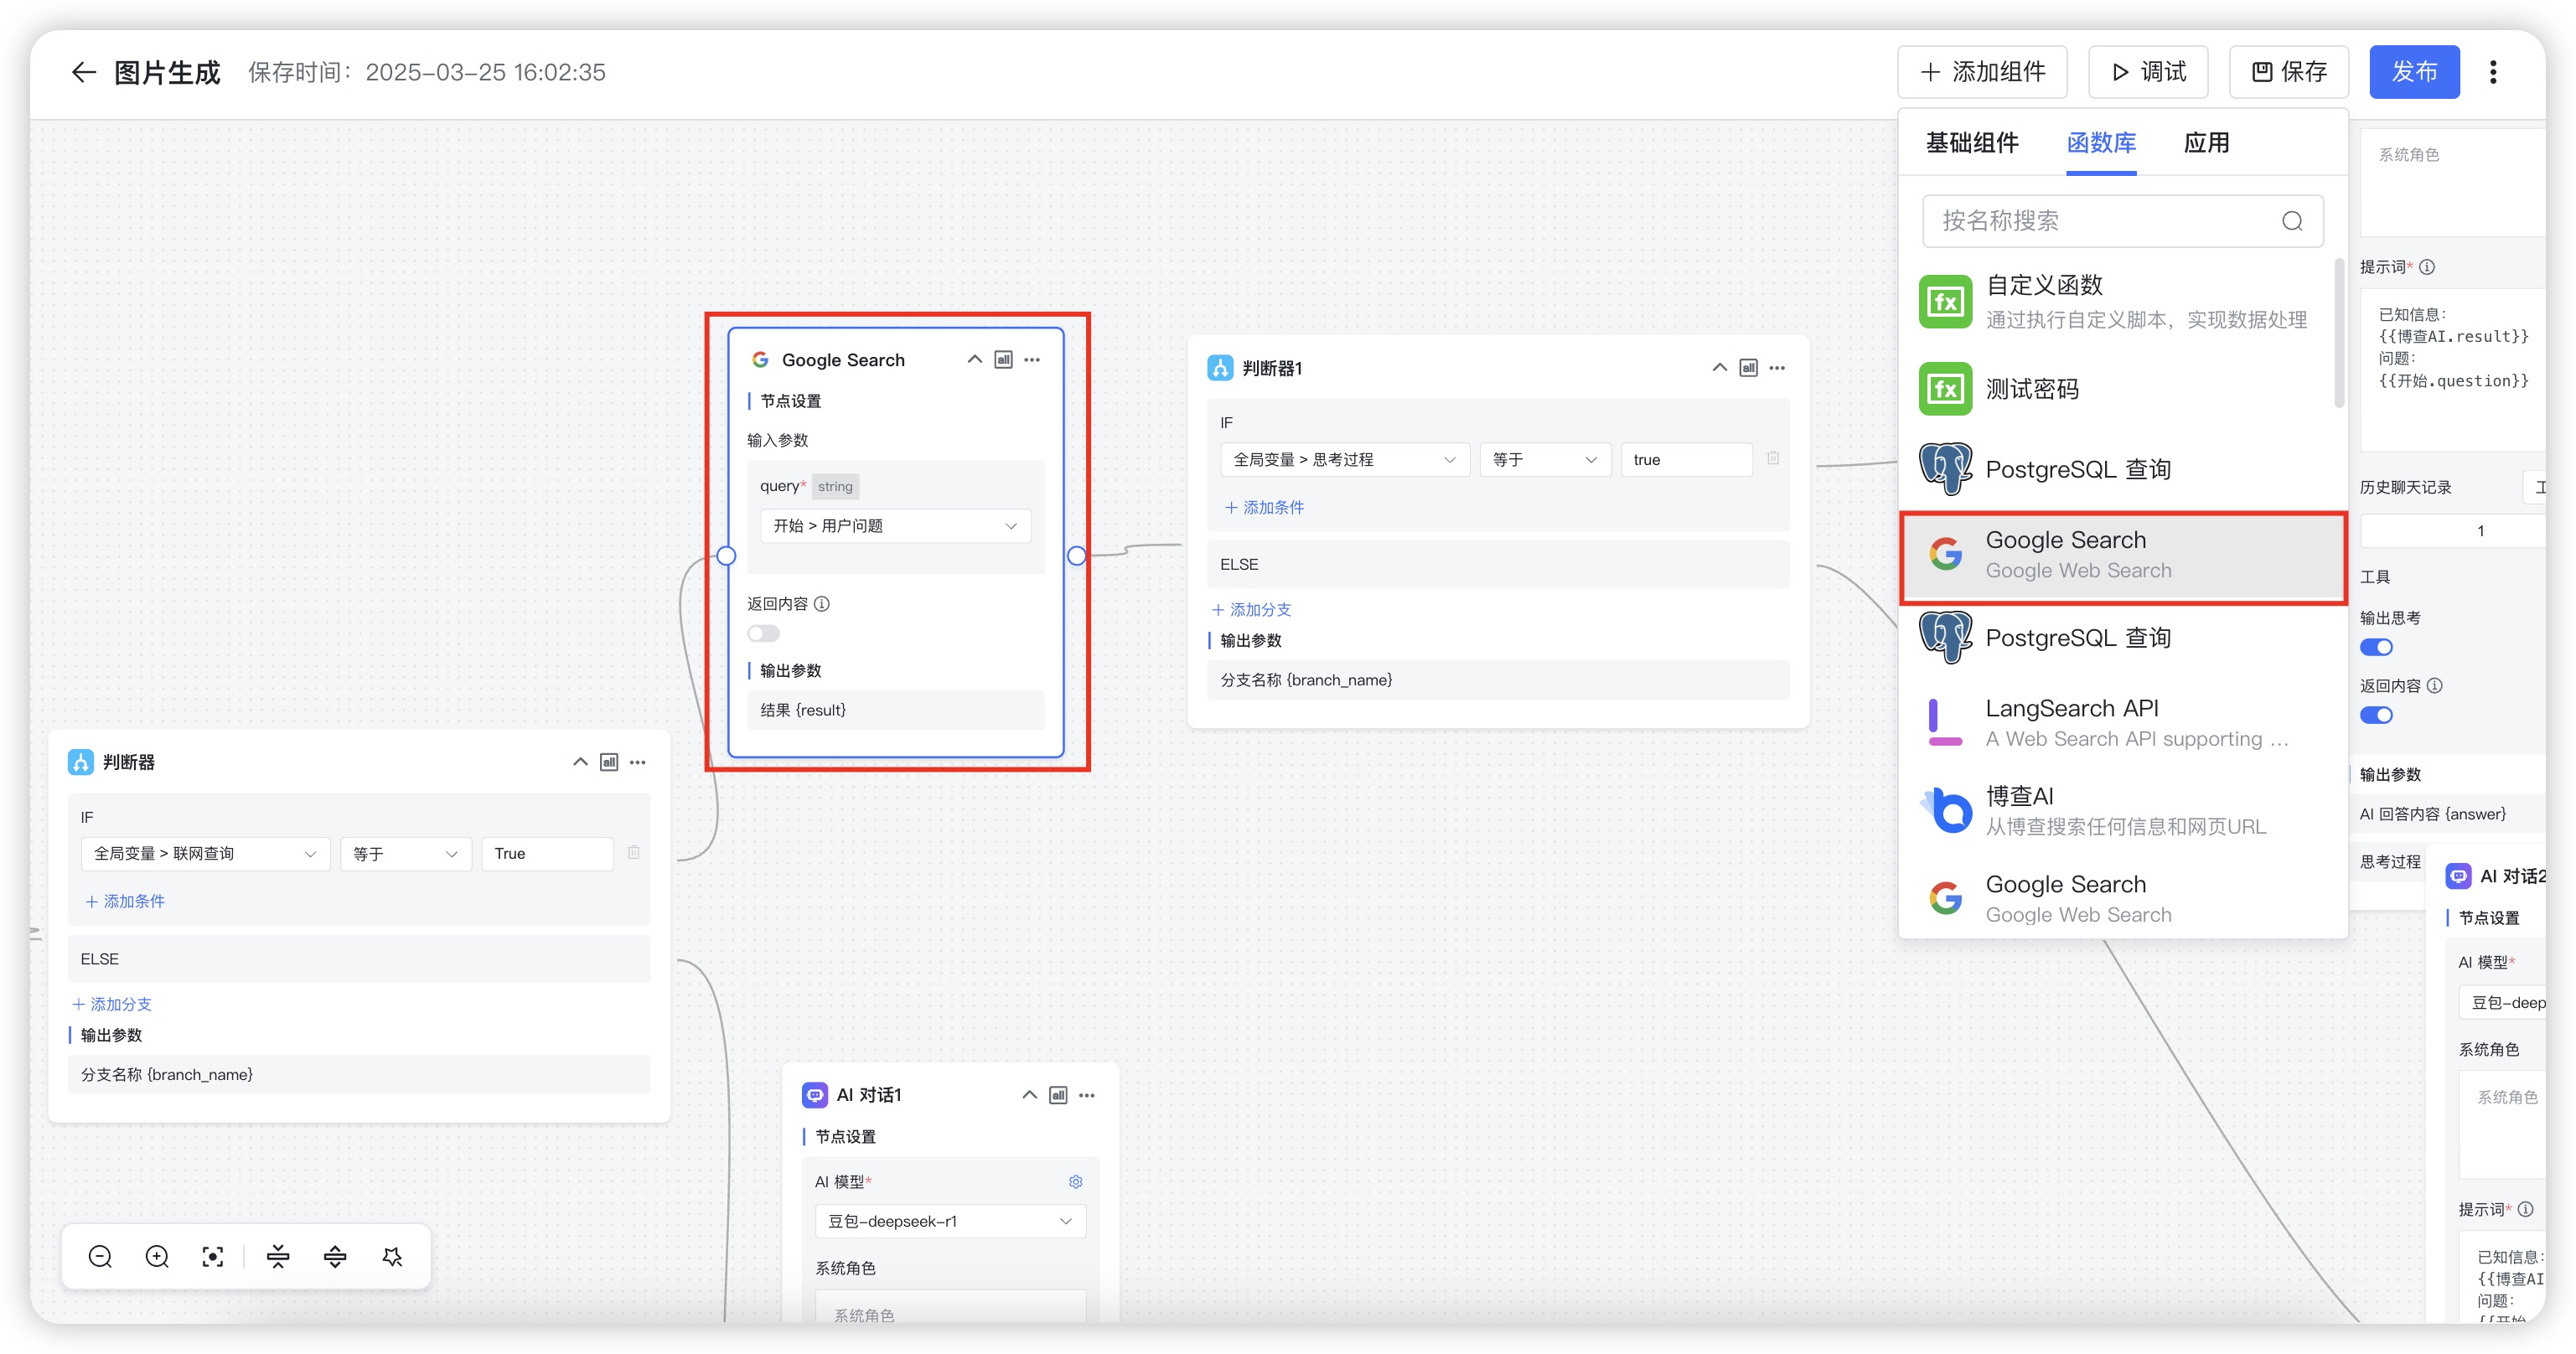 图片生成
保存时间：2025-03-25 16:02:35
添加组件
调试
保存
发布
Google Search
节点设置
输入参数
query* string
开始 > 用户问题
返回内容
输出参数
结果 {result}
判断器1
IF
全局变量 > 思考过程
等于
true
添加条件
ELSE
添加分支
输出参数
分支名称 {branch_name}
判断器
IF
全局变量 > 联网查询
等于
True
添加条件
ELSE
添加分支
输出参数
分支名称 {branch_name}
AI 对话1
节点设置
AI 模型*
豆包-deepseek-r1
系统角色
系统角色
基础组件
函数库
应用
按名称搜索
fx
自定义函数
通过执行自定义脚本，实现数据处理
fx
测试密码
PostgreSQL 查询
Google Search
Google Web Search
PostgreSQL 查询
LangSearch API
A Web Search API supporting ...
博查AI
从博查搜索任何信息和网页URL
Google Search
Google Web Search
系统角色
提示词*
已知信息：
{{博查AI.result}}
问题：
{{开始.question}}
历史聊天记录
1
工具
输出思考
返回内容
输出参数
AI 回答内容 {answer}
思考过程
AI 对话2
节点设置
AI 模型*
豆包-deep
系统角色
系统角色
提示词*
已知信息：
{{博查AI
问题：